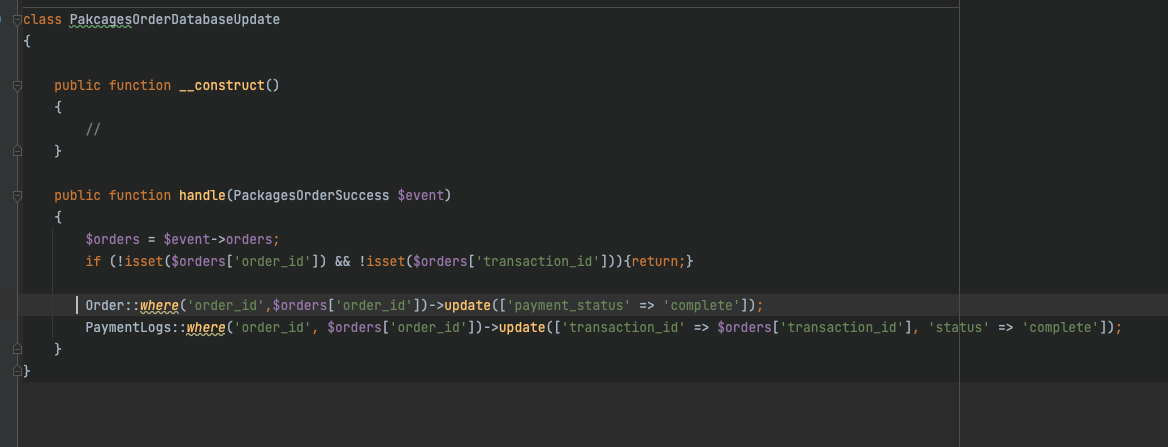 class PakcagesOrderDatabaseUpdate
{
public function __construct()
{
//
}
public function handle(PackagesOrderSuccess $event)
{
$orders = $event->orders;
if (!isset($orders['order_id']) && !isset($orders['transaction_id'])){return;}
Order::where('order_id',$orders['order_id'])->update(['payment_status' => 'complete']);
PaymentLogs::where('order_id', $orders['order_id'])->update(['transaction_id' => $orders['transaction_id'], 'status' => 'complete']);
}
}